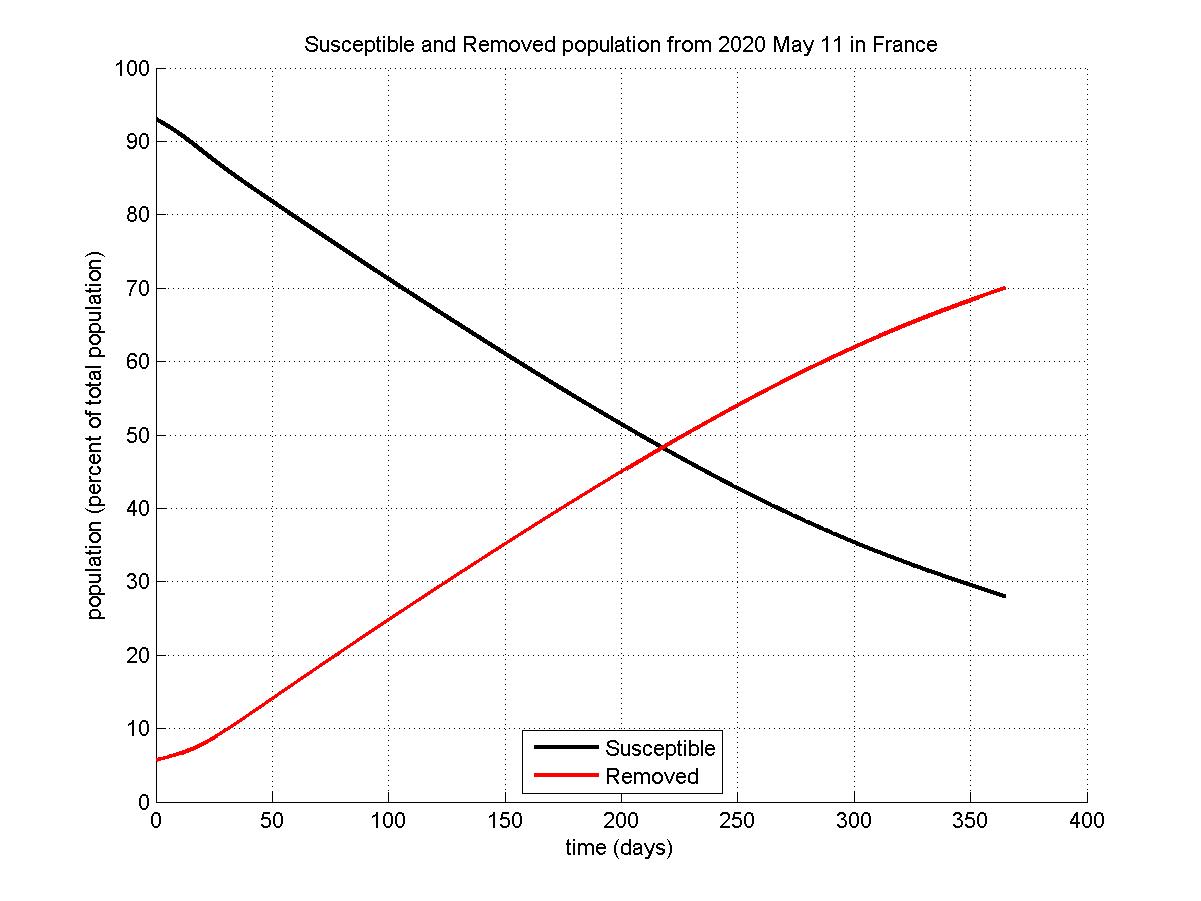 Susceptible and Removed population from 2020 May 11 in France
100
90
80
70
60
50
40
30
20
10
0
population (percent of total population)
Susceptible
Removed
0 50 100 150 200 250 300 350 400
time (days)